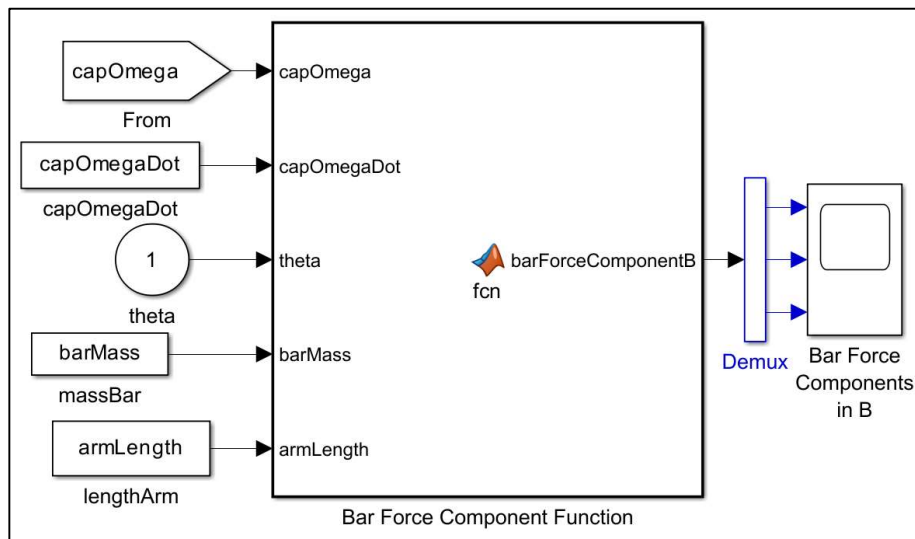 capOmega
From
capOmegaDot
capOmegaDot
1
theta
barMass
massBar
armLength
lengthArm
capOmega
capOmegaDot
theta
barMass
armLength
fcn
barForceComponentB
Bar Force Component Function
Demux
Bar Force
Components
in B